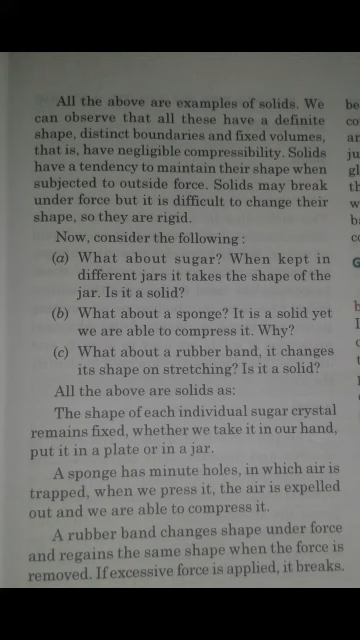 All the above are examples of solids. We
can observe that all these have a definite
shape, distinct boundaries and fixed volumes,
that is, have negligible compressibility. Solids
have a tendency to maintain their shape when
subjected to outside force. Solids may break
under force but it is difficult to change their
shape, so they are rigid.
Now, consider the following :
(a) What about sugar? When kept in
different jars it takes the shape of the
jar. Is it a solid?
(b) What about a sponge? It is a solid yet
we are able to compress it. Why?
(c) What about a rubber band, it changes
its shape on stretching? Is it a solid?
All the above are solids as:
The shape of each individual sugar crystal
remains fixed, whether we take it in our hand,
put it in a plate or in a jar.
A sponge has minute holes, in which air is
trapped, when we press it, the air is expelled
out and we are able to compress it.
A rubber band changes shape under force
and regains the same shape when the force is
removed. If excessive force is applied, it breaks.